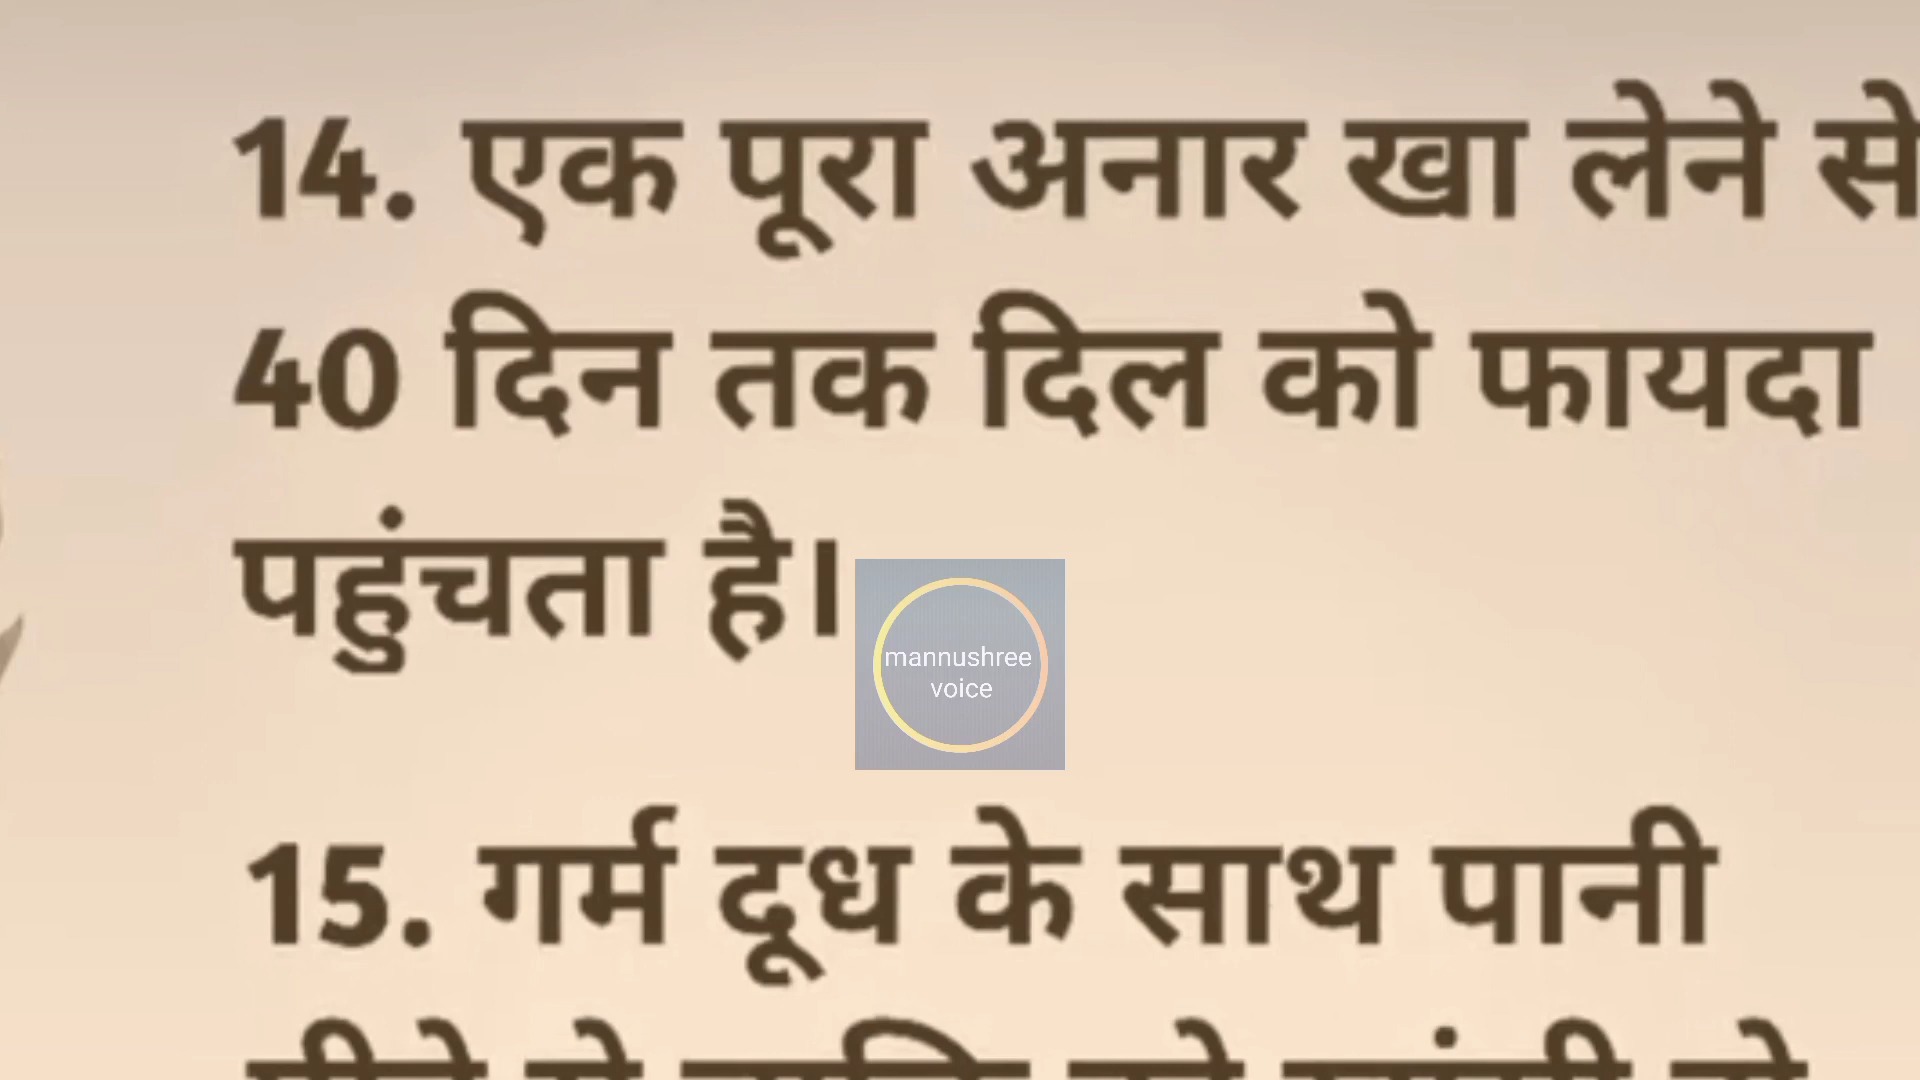 14. एक पूरा अनार खा लेने से
40 दिन तक दिल को फायदा
पहुंचता है।
mannushree
voice
15. गर्म दूध के साथ पानी